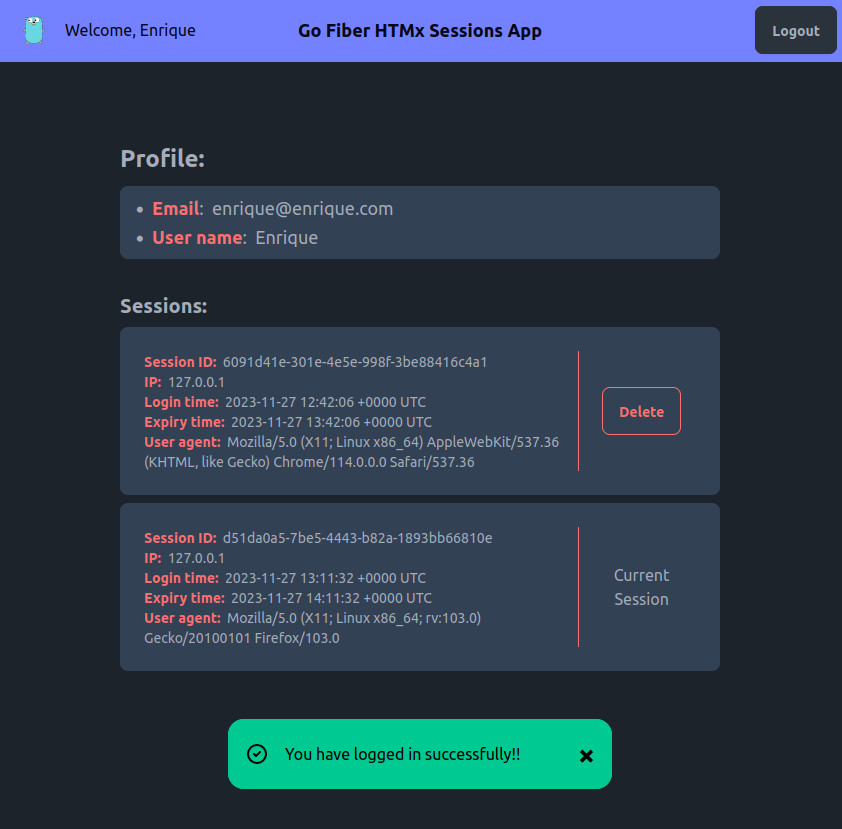 Welcome, Enrique
Go Fiber HTMx Sessions App
Logout
Profile:
Email: enrique@enrique.com
User name: Enrique
Sessions:
Session ID: 6091d41e-301e-4e5e-998f-3be88416c4a1
IP: 127.0.0.1
Login time: 2023-11-27 12:42:06 +0000 UTC
Expiry time: 2023-11-27 13:42:06 +0000 UTC
User agent: Mozilla/5.0 (X11; Linux x86_64) AppleWebKit/537.36
(KHTML, like Gecko) Chrome/114.0.0.0 Safari/537.36
Delete
Session ID: d51da0a5-7be5-4443-b82a-1893bb66810e
IP: 127.0.0.1
Login time: 2023-11-27 13:11:32 +0000 UTC
Expiry time: 2023-11-27 14:11:32 +0000 UTC
User agent: Mozilla/5.0 (X11; Linux x86_64; rv:103.0)
Gecko/20100101 Firefox/103.0
Current
Session
You have logged in successfully!!